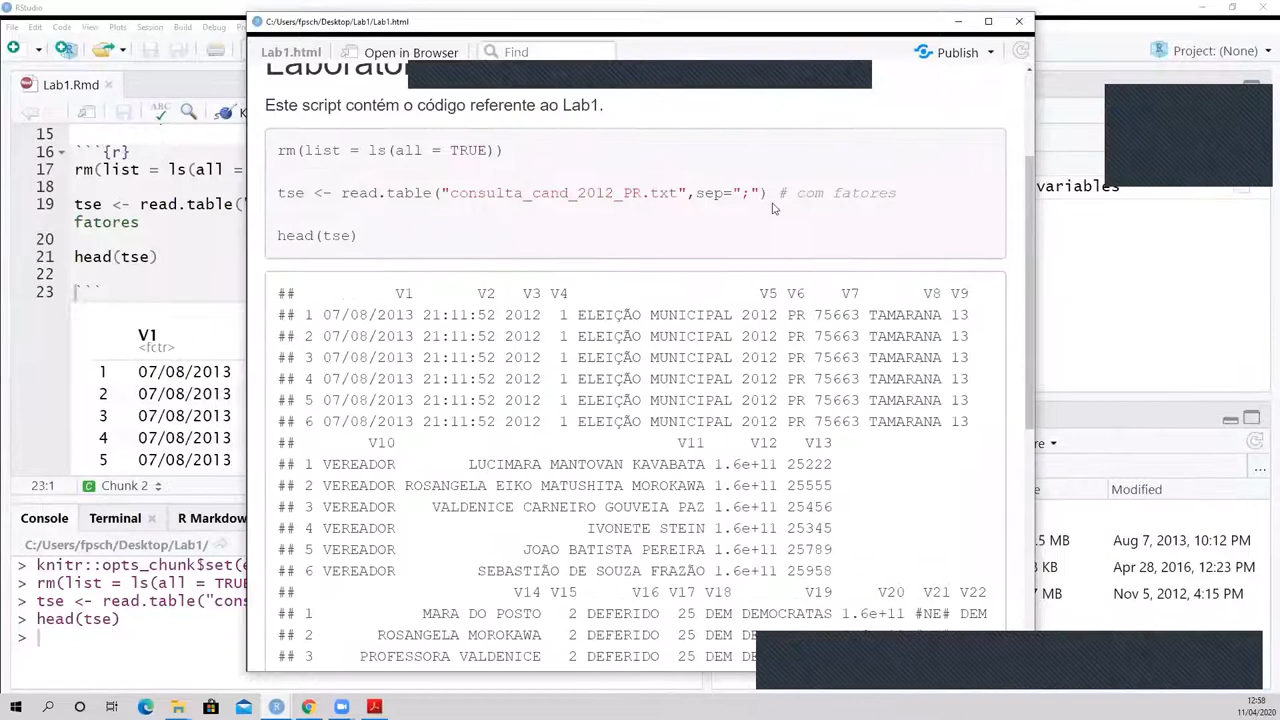 RStudio
File Edit Code View Plots Session Build Debug
Project: (None)
Lab1.Rmd
15
16 ```{r}
17 rm(list = ls(all =
18
19 tse <- read.table("
fatores
20
21 head(tse)
22
23 ```
V1
<fctr>
1 07/08/2013
2 07/08/2013
3 07/08/2013
4 07/08/2013
5 07/08/2013
23:1 Chunk 2
Console Terminal R Markdow
C:/Users/fpsch/Desktop/Lab1/
> knitr::opts_chunk$set(e
> rm(list = ls(all = TRUE
> tse <- read.table("cons
> head(tse)
>
C:/Users/fpsch/Desktop/Lab1/Lab1.html
Lab1.html Open in Browser Find Publish
Este script contém o código referente ao Lab1.
rm(list = ls(all = TRUE))
tse <- read.table("consulta_cand_2012_PR.txt",sep=";") # com fatores
head(tse)
## V1 V2 V3 V4 V5 V6 V7 V8 V9
## 1 07/08/2013 21:11:52 2012 1 ELEIÇÃO MUNICIPAL 2012 PR 75663 TAMARANA 13
## 2 07/08/2013 21:11:52 2012 1 ELEIÇÃO MUNICIPAL 2012 PR 75663 TAMARANA 13
## 3 07/08/2013 21:11:52 2012 1 ELEIÇÃO MUNICIPAL 2012 PR 75663 TAMARANA 13
## 4 07/08/2013 21:11:52 2012 1 ELEIÇÃO MUNICIPAL 2012 PR 75663 TAMARANA 13
## 5 07/08/2013 21:11:52 2012 1 ELEIÇÃO MUNICIPAL 2012 PR 75663 TAMARANA 13
## 6 07/08/2013 21:11:52 2012 1 ELEIÇÃO MUNICIPAL 2012 PR 75663 TAMARANA 13
## V10 V11 V12 V13
## 1 VEREADOR LUCIMARA MANTOVAN KAVABATA 1.6e+11 25222
## 2 VEREADOR ROSANGELA EIKO MATUSHITA MOROKAWA 1.6e+11 25555
## 3 VEREADOR VALDENICE CARNEIRO GOUVEIA PAZ 1.6e+11 25456
## 4 VEREADOR IVONETE STEIN 1.6e+11 25345
## 5 VEREADOR JOAO BATISTA PEREIRA 1.6e+11 25789
## 6 VEREADOR SEBASTIÃO DE SOUZA FRAZÃO 1.6e+11 25958
## V14 V15 V16 V17 V18 V19 V20 V21 V22
## 1 MARA DO POSTO 2 DEFERIDO 25 DEM DEMOCRATAS 1.6e+11 #NE# DEM
## 2 ROSANGELA MOROKAWA 2 DEFERIDO 25 DEM
## 3 PROFESSORA VALDENICE 2 DEFERIDO 25 DEM
variables
Modified
Aug 7, 2013, 10:12 PM
KB Apr 28, 2016, 12:23 PM
Nov 5, 2012, 4:15 PM
12:58
11/04/2020